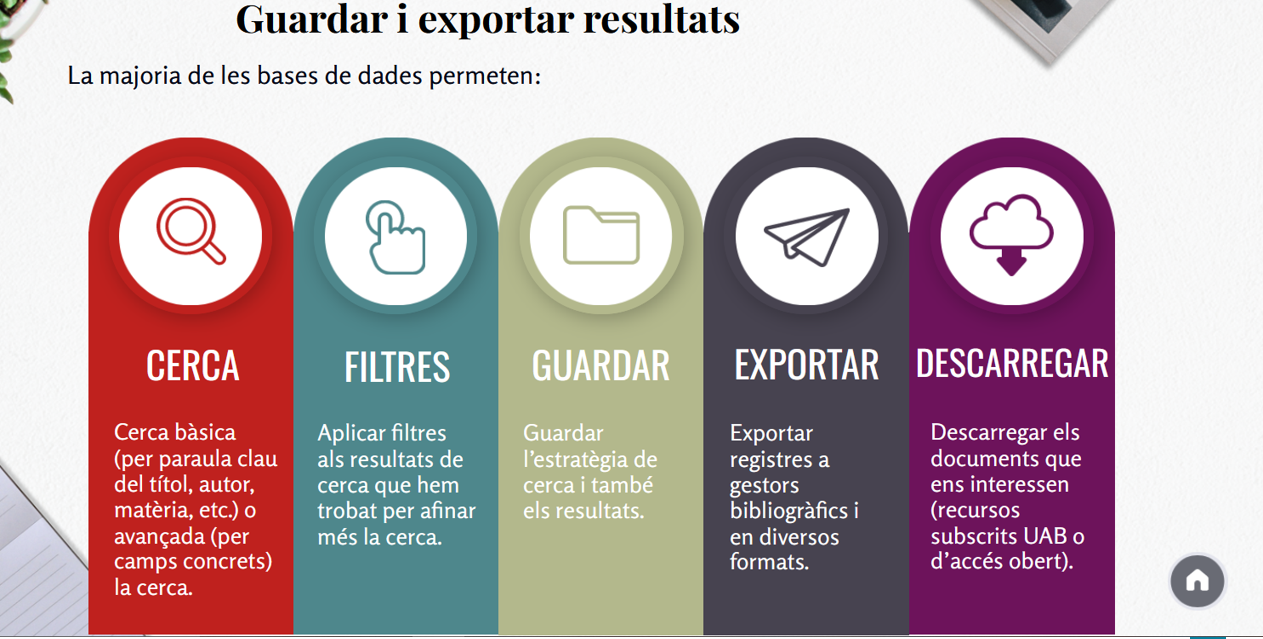 Guardar i exportar resultats
La majoria de les bases de dades permeten:
CERCA
Cerca bàsica
(per paraula clau
del títol, autor,
matèria, etc.) o
avançada (per
camps concrets)
la cerca.
FILTRES
Aplicar filtres
als resultats de
cerca que hem
trobat per afinar
més la cerca.
GUARDAR
Guardar
l'estratègia de
cerca i també
els resultats.
EXPORTAR
Exportar
registres a
gestors
bibliogràfics i
en diversos
formats.
DESCARREGAR
Descarregar els
documents que
ens interessen
(recursos
subscrits UAB o
d'accés obert).